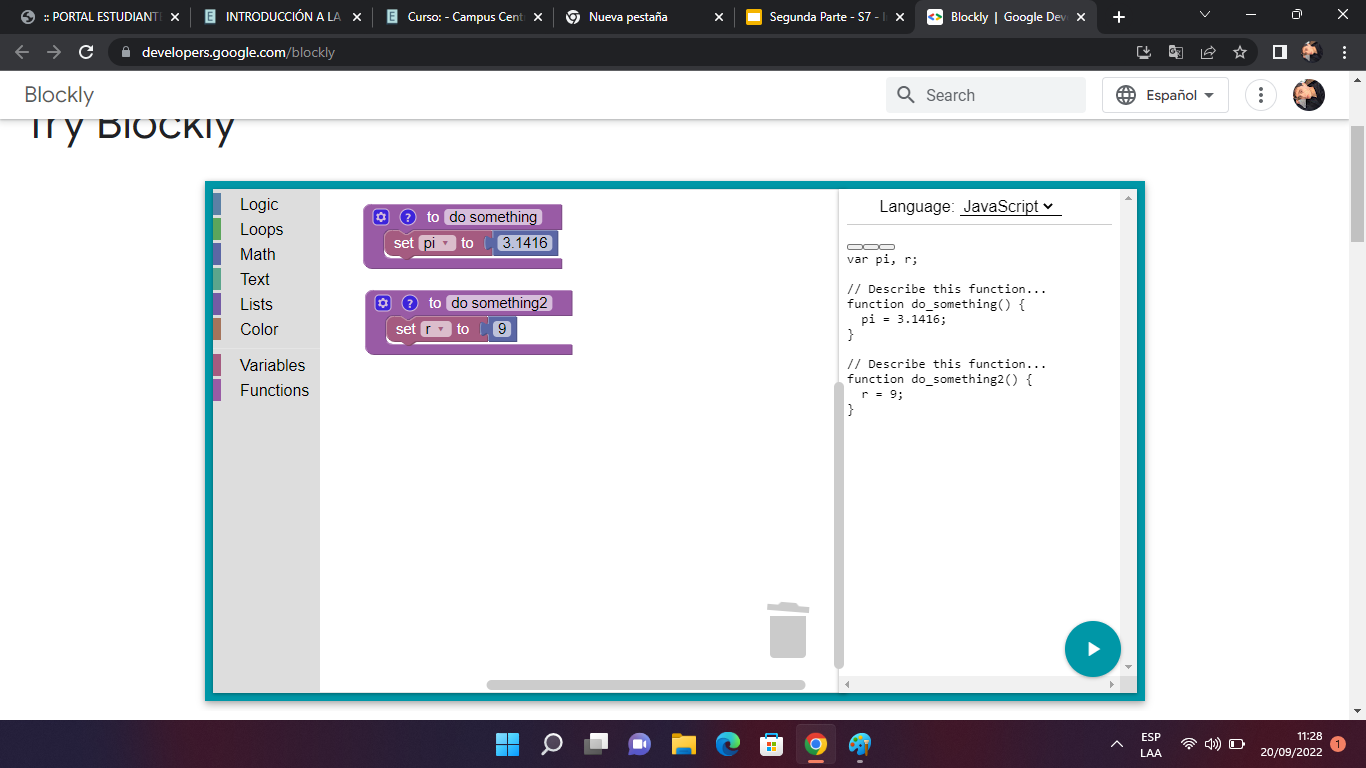 :: PORTAL ESTUDIANT
INTRODUCCIÓN A LA
Curso: - Campus Cent
Nueva pestaña
Segunda Parte - S7 - I
Blockly | Google Dev
developers.google.com/blockly
Blockly
Search
Español
Try Blockly
Logic
Loops
Math
Text
Lists
Color
Variables
Functions
to do something
set pi to 3.1416
to do something2
set r to 9
Language: JavaScript
var pi, r;
// Describe this function...
function do_something() {
pi = 3.1416;
}
// Describe this function...
function do_something2() {
r = 9;
}
ESP
LAA
11:28
20/09/2022
1